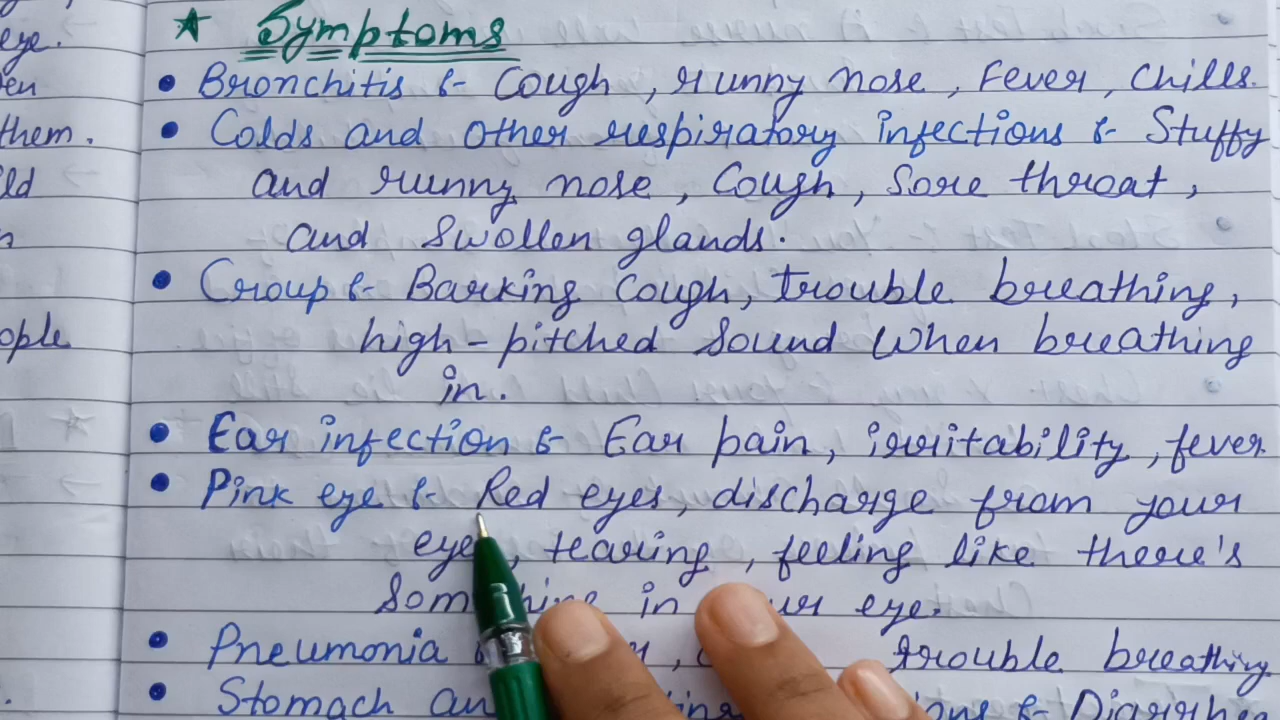 eye.
★ Symptoms
• Bronchitis :- Cough , runny nose , Fever , Chills.
them.
• Colds and other respiratory infections :- Stuffy
and runny nose , Cough , Sore throat ,
and Swollen glands.
• Croup :- Barking Cough, trouble breathing,
ople
high-pitched Sound When breathing
in.
• Ear infection :- Ear pain, irritability , fever
• Pink eye :- Red eyes, discharge from your
eye , tearing , feeling like there's
in eye.
• Pneumonia , trouble breathing
• Stomach :-